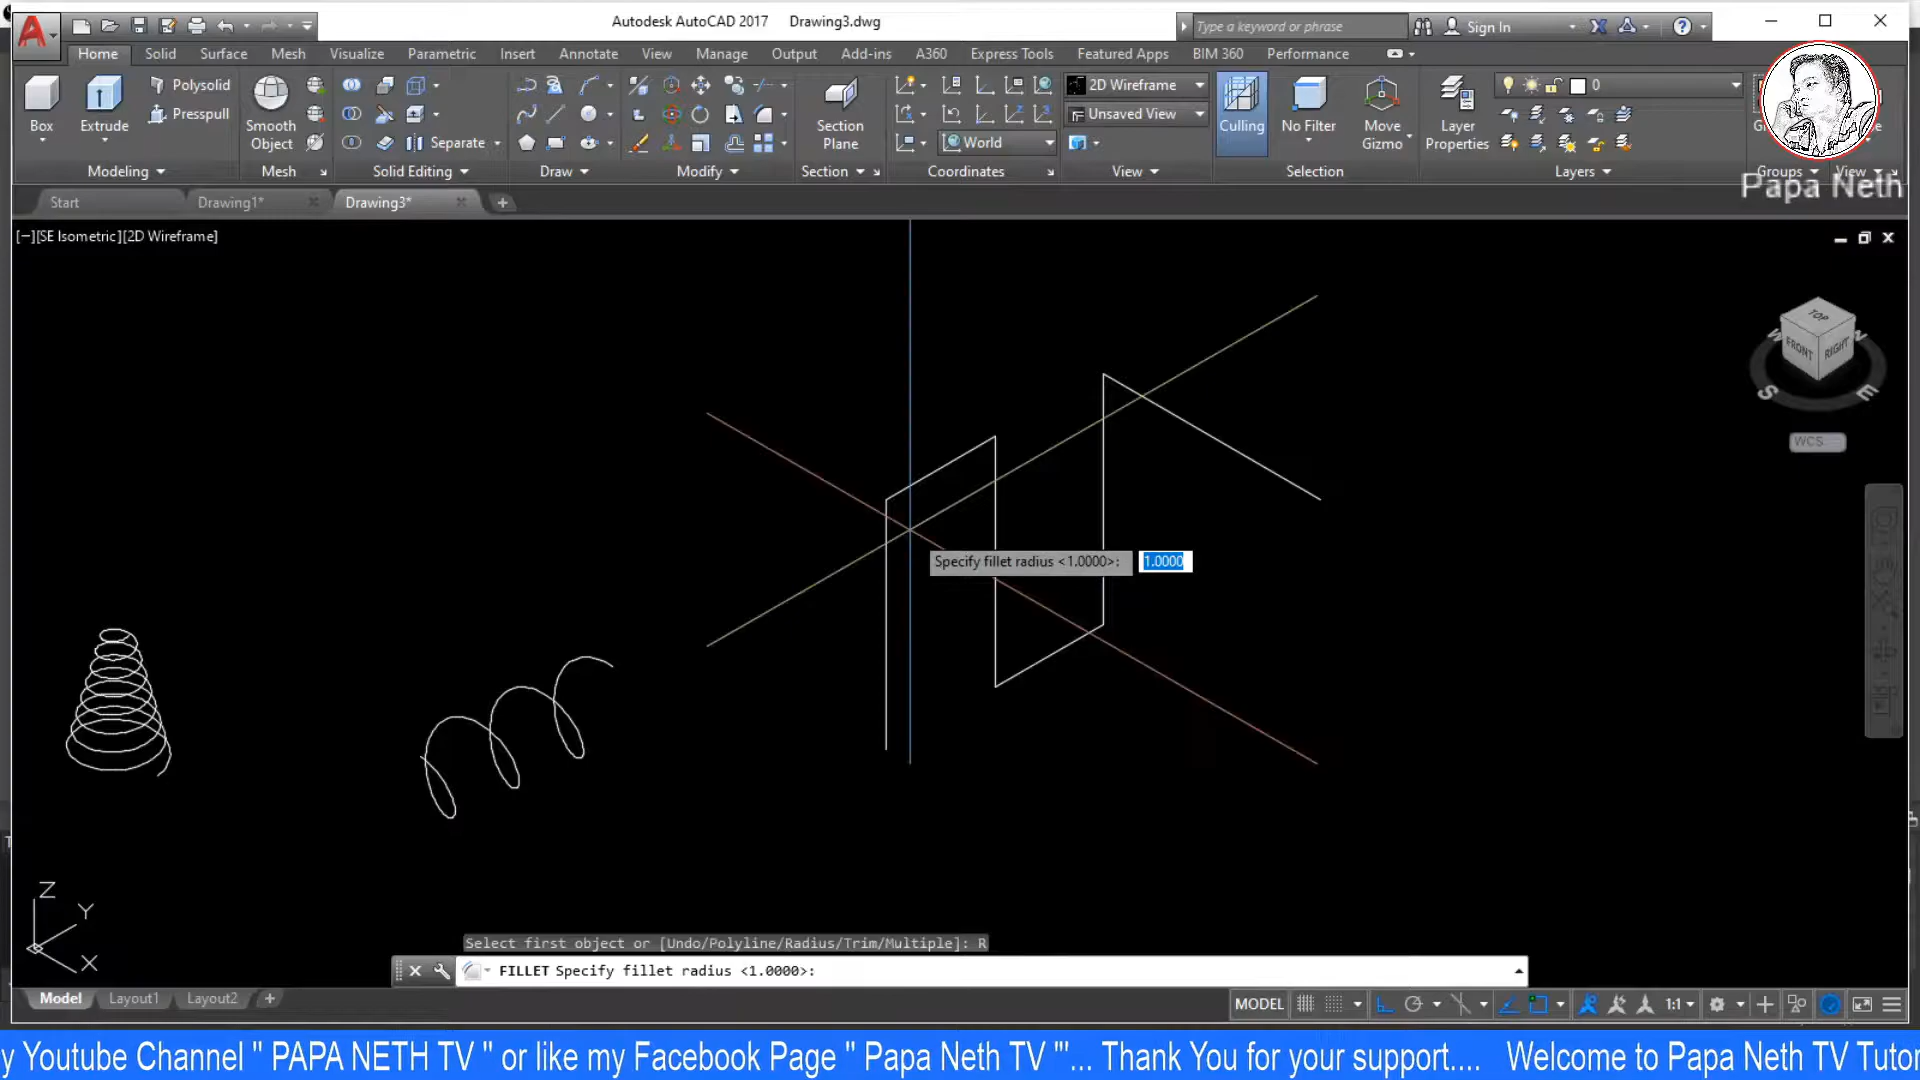 Autodesk AutoCAD 2017 Drawing3.dwg
Type a keyword or phrase
Sign In
Home Solid Surface Mesh Visualize Parametric Insert Annotate View Manage Output Add-ins A360 Express Tools Featured Apps BIM 360 Performance
Polysolid
Presspull
Box
Extrude
Smooth
Object
Separate
Section
Plane
World
2D Wireframe
Unsaved View
Culling
No Filter
Move
Gizmo
Layer
Properties
0
Modeling
Mesh
Solid Editing
Draw
Modify
Section
Coordinates
View
Selection
Layers
Groups
View
Papa Neth
Start
Drawing1*
Drawing3*
[−][SE Isometric][2D Wireframe]
TOP
FRONT
RIGHT
W
N
S
E
WCS
Specify fillet radius <1.0000>: 1.0000
Z
Y
X
Select first object or [Undo/Polyline/Radius/Trim/Multiple]: R
FILLET Specify fillet radius <1.0000>:
Model
Layout1
Layout2
MODEL
1:1
y Youtube Channel " PAPA NETH TV " or like my Facebook Page " Papa Neth TV "'... Thank You for your support.... Welcome to Papa Neth TV Tutor